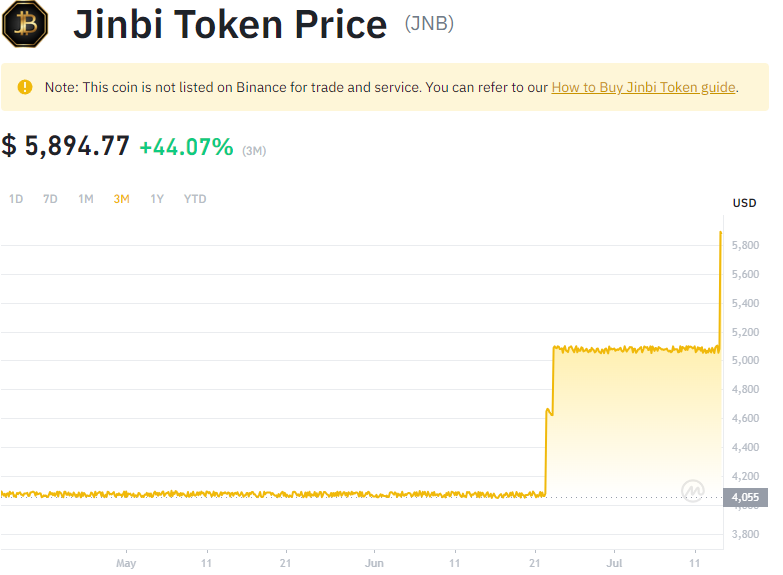 Jinbi Token Price (JNB)
Note: This coin is not listed on Binance for trade and service. You can refer to our How to Buy Jinbi Token guide.
$ 5,894.77 +44.07% (3M)
1D 7D 1M 3M 1Y YTD
USD
5,800
5,600
5,400
5,200
5,000
4,800
4,600
4,400
4,200
4,055
3,800
May 11 21 Jun 11 21 Jul 11